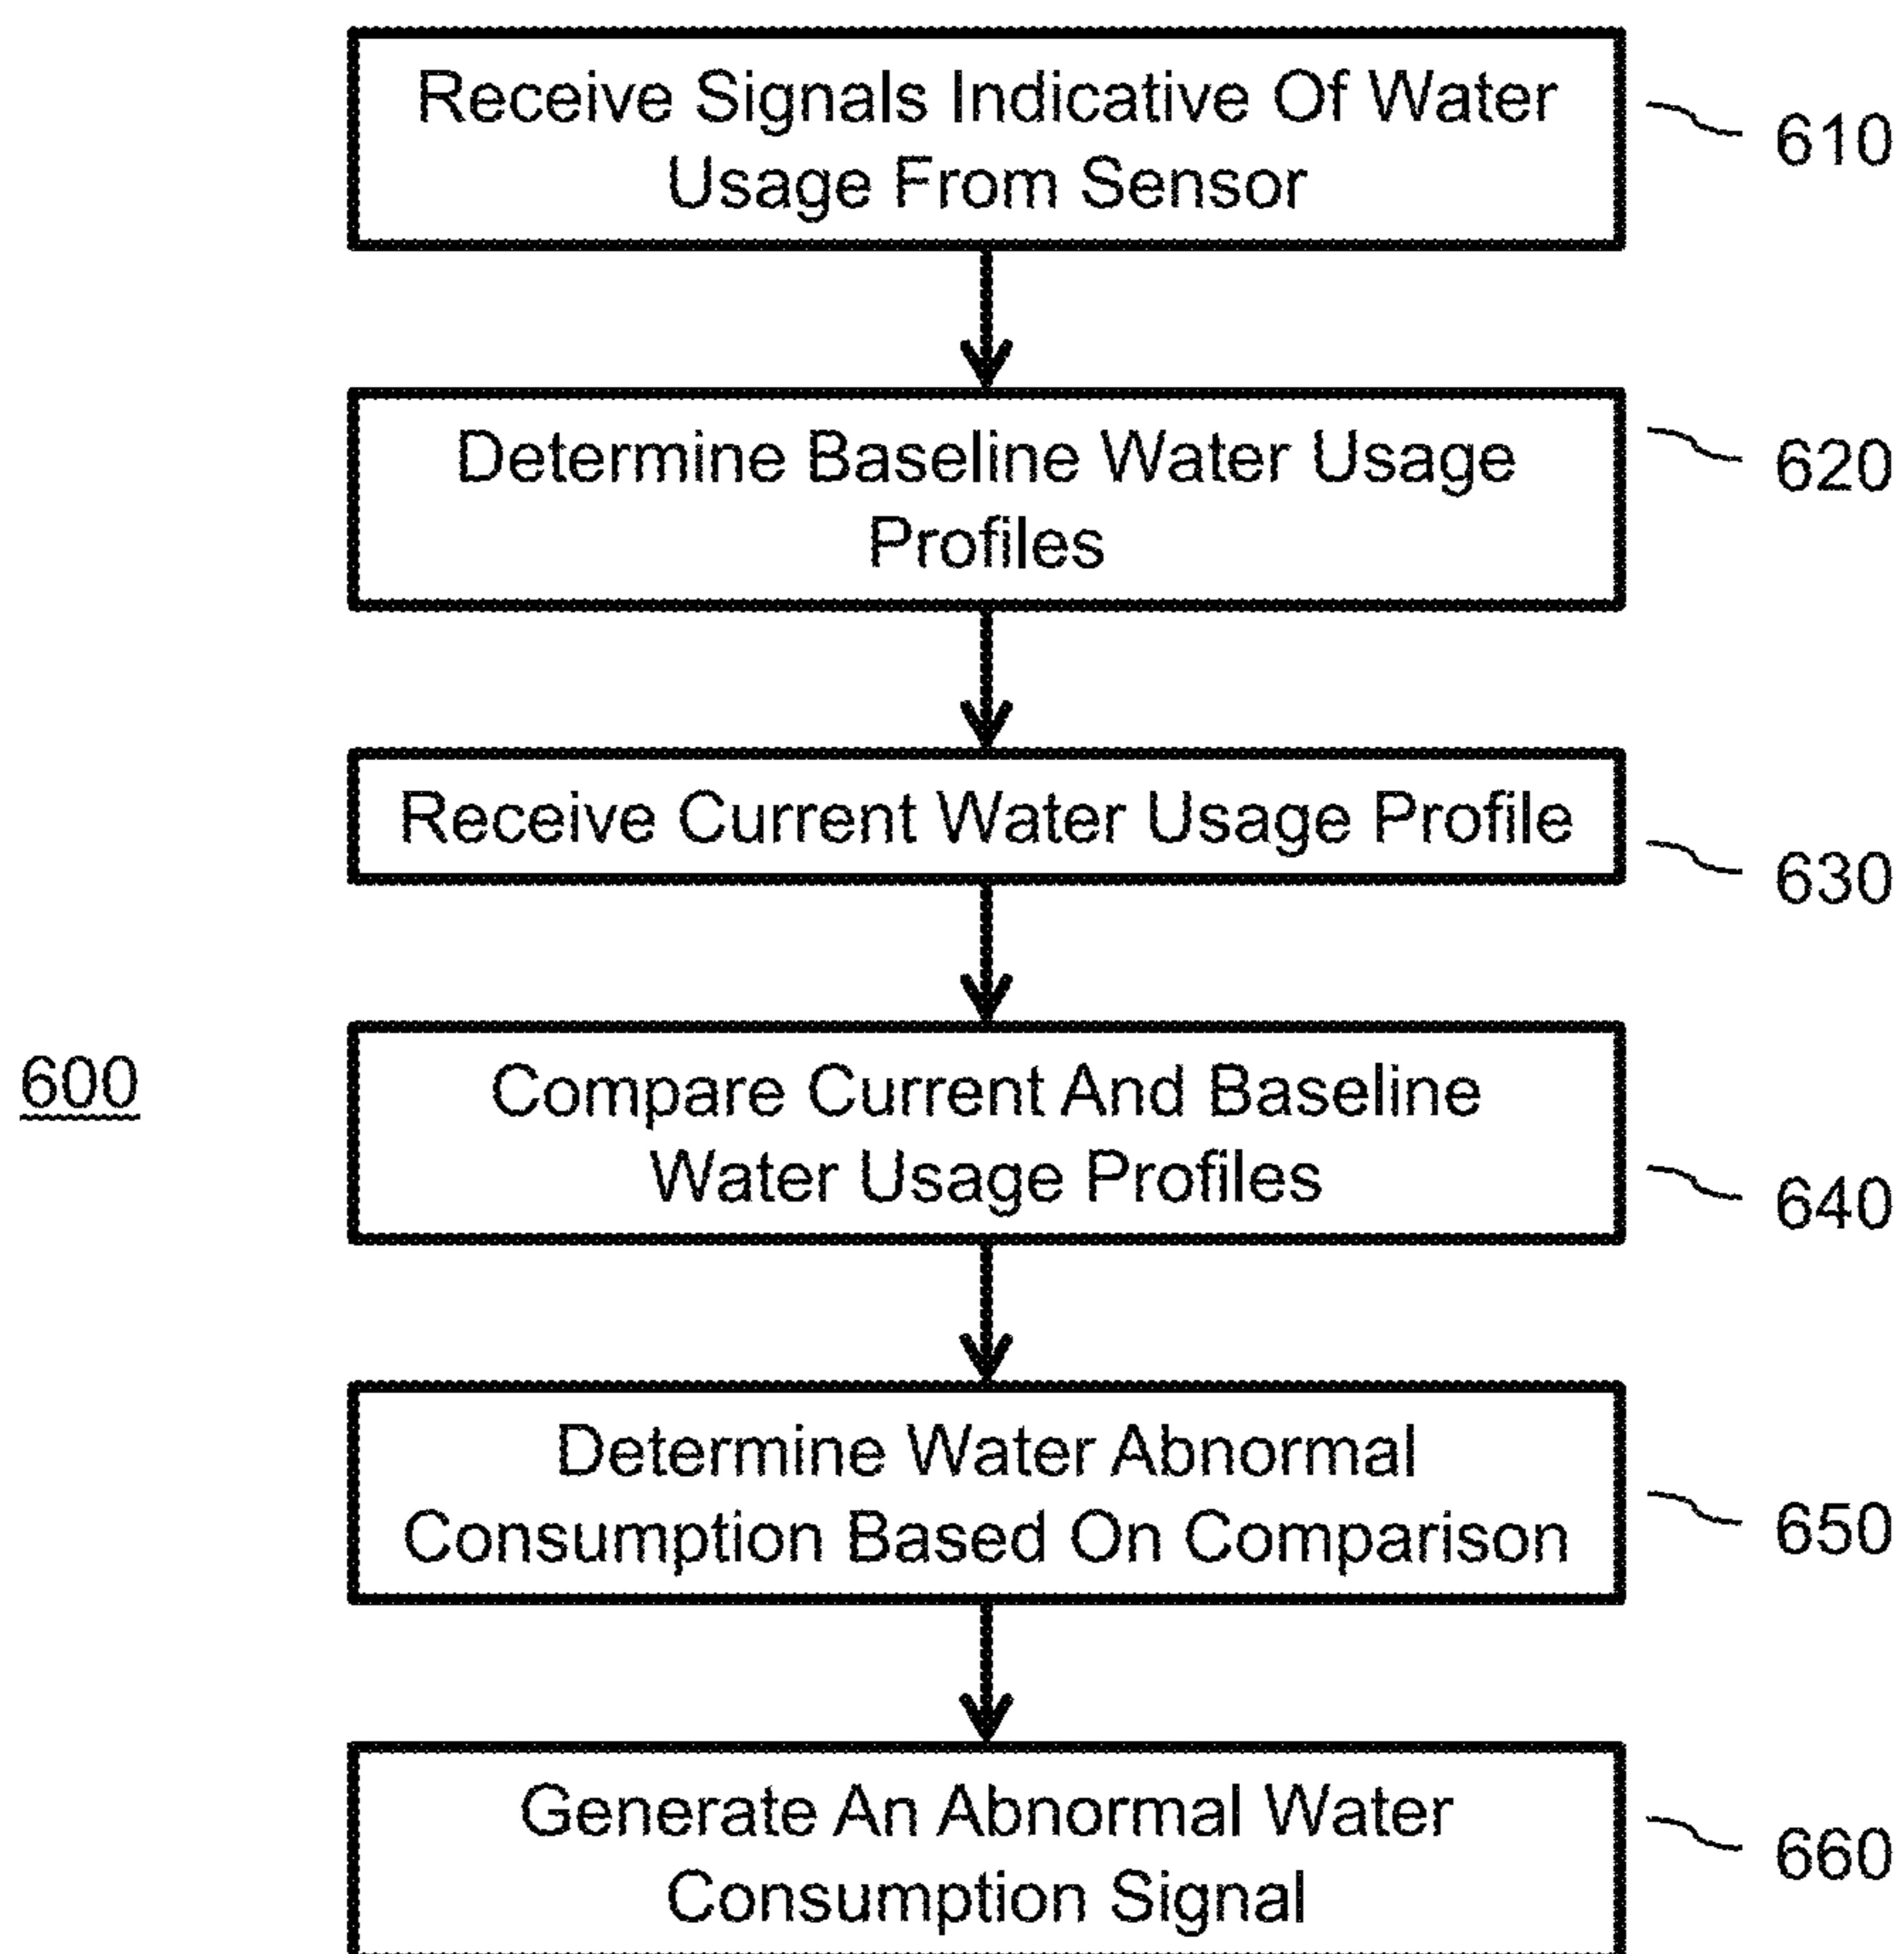 Receive Signals Indicative Of Water
Usage From Sensor
610
Determine Baseline Water Usage
Profiles
620
Receive Current Water Usage Profile
630
600
Compare Current And Baseline
Water Usage Profiles
640
Determine Water Abnormal
Consumption Based On Comparison
650
Generate An Abnormal Water
Consumption Signal
660